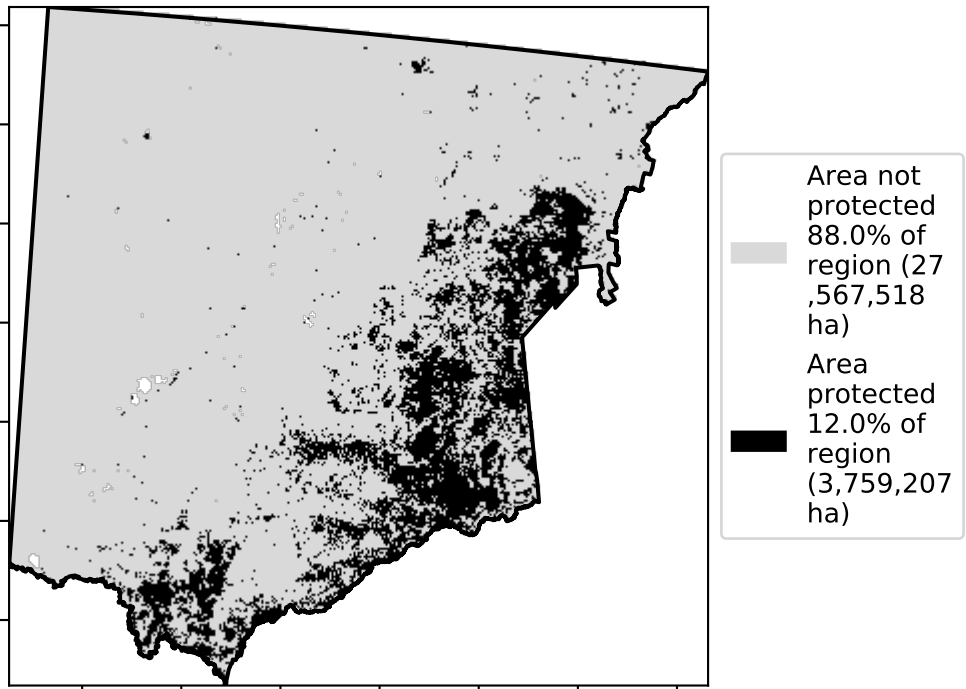 Area not
protected
88.0% of
region (27
,567,518
ha)
Area
protected
12.0% of
region
(3,759,207
ha)